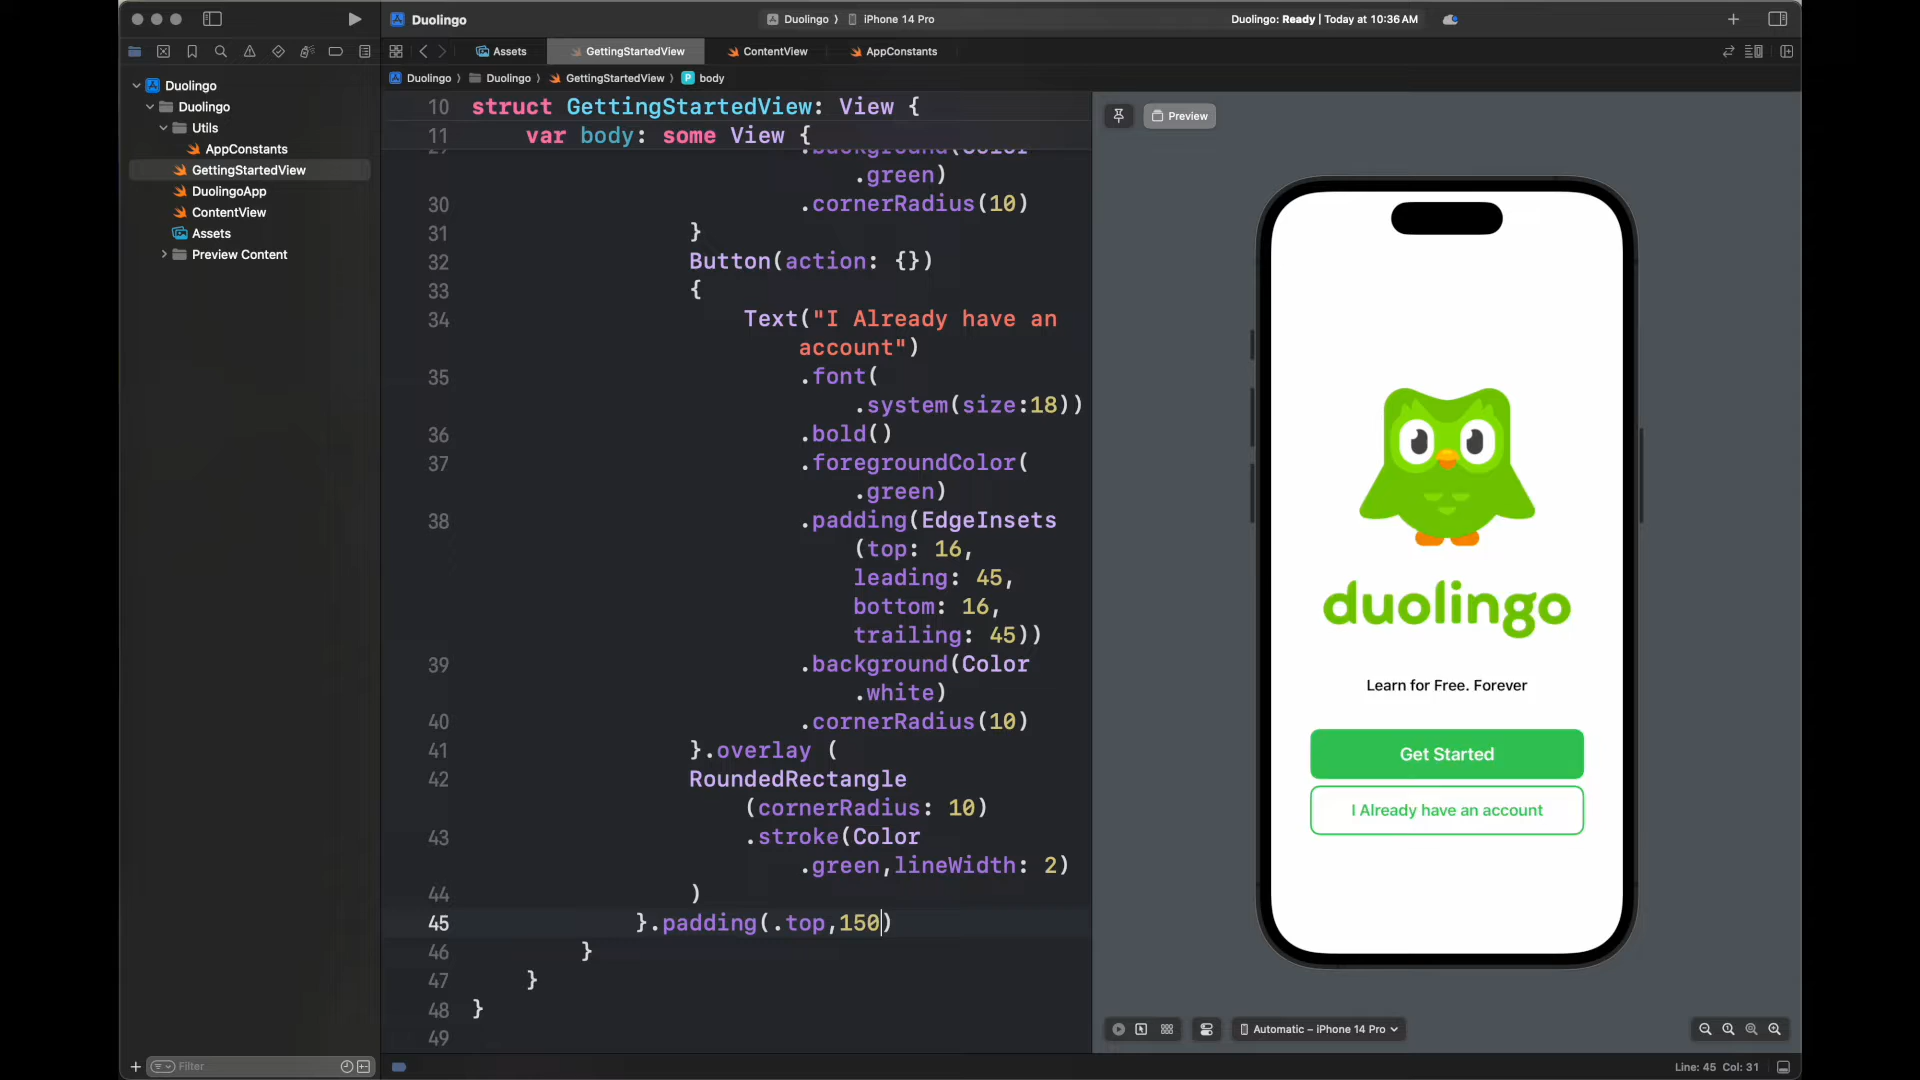 Duolingo
Duolingo 〉 iPhone 14 Pro
Duolingo: Ready | Today at 10:36 AM
Assets
GettingStartedView
ContentView
AppConstants
Duolingo 〉 Duolingo 〉 GettingStartedView 〉 P body
Duolingo
Duolingo
Utils
AppConstants
GettingStartedView
DuolingoApp
ContentView
Assets
Preview Content
Filter
10 struct GettingStartedView: View {
11 var body: some View {
.background(Color
.green)
30 .cornerRadius(10)
31 }
32 Button(action: {})
33 {
34 Text("I Already have an
account")
35 .font(
.system(size:18))
36 .bold()
37 .foregroundColor(
.green)
38 .padding(EdgeInsets
(top: 16,
leading: 45,
bottom: 16,
trailing: 45))
39 .background(Color
.white)
40 .cornerRadius(10)
41 }.overlay (
42 RoundedRectangle
(cornerRadius: 10)
43 .stroke(Color
.green,lineWidth: 2)
44 )
45 }.padding(.top,150)
46 }
47 }
48 }
49
Preview
duolingo
Learn for Free. Forever
Get Started
I Already have an account
Automatic – iPhone 14 Pro
Line: 45 Col: 31